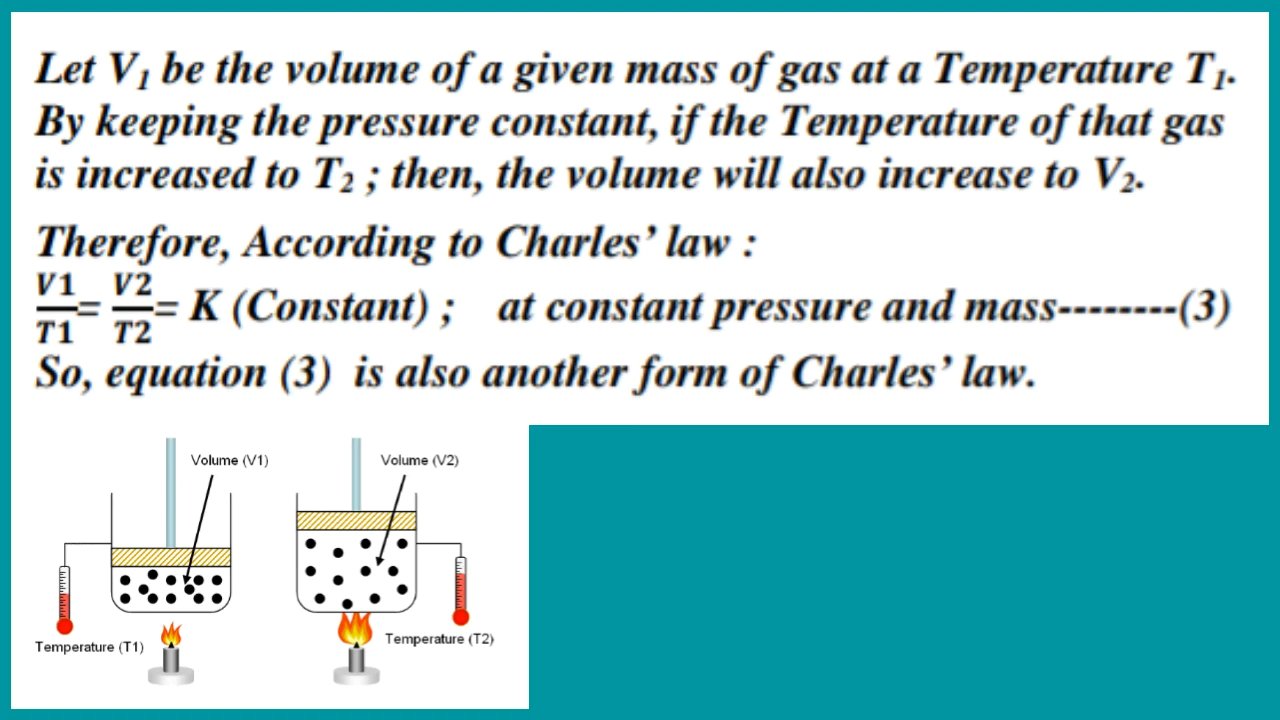 Let V₁ be the volume of a given mass of gas at a Temperature T₁.
By keeping the pressure constant, if the Temperature of that gas
is increased to T₂ ; then, the volume will also increase to V₂.
Therefore, According to Charles’ law :
V1/T1 = V2/T2 = K (Constant) ; at constant pressure and mass--------(3)
So, equation (3) is also another form of Charles’ law.
Volume (V1)
Volume (V2)
Temperature (T1)
Temperature (T2)